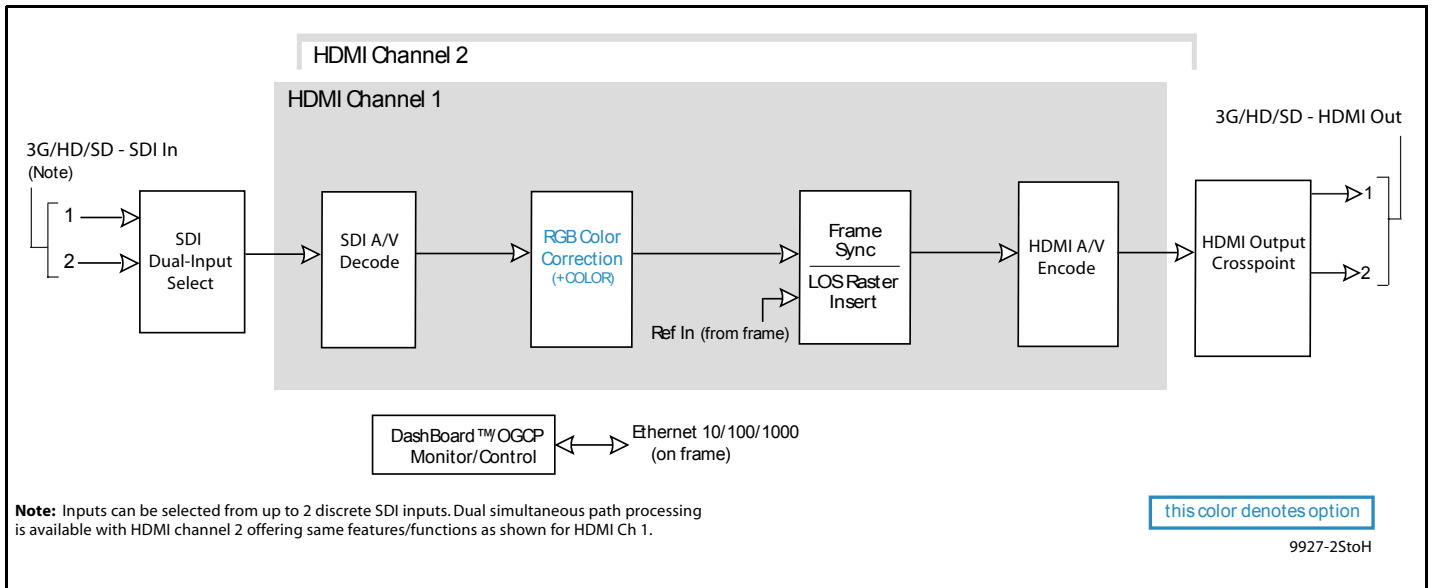 HDMI Channel 2
HDMI Channel 1
3G/HD/SD - SDI In
(Note)
1
2
SDI
Dual-Input
Select
SDI A/V
Decode
RGB Color
Correction
(+COLOR)
Frame
Sync
LOS Raster
Insert
Ref In (from frame)
HDMI A/V
Encode
HDMI Output
Crosspoint
3G/HD/SD - HDMI Out
1
2
DashBoard™/OGCP
Monitor/Control
Ethernet 10/100/1000
(on frame)
Note: Inputs can be selected from up to 2 discrete SDI inputs. Dual simultaneous path processing
is available with HDMI channel 2 offering same features/functions as shown for HDMI Ch 1.
this color denotes option
9927-2StoH